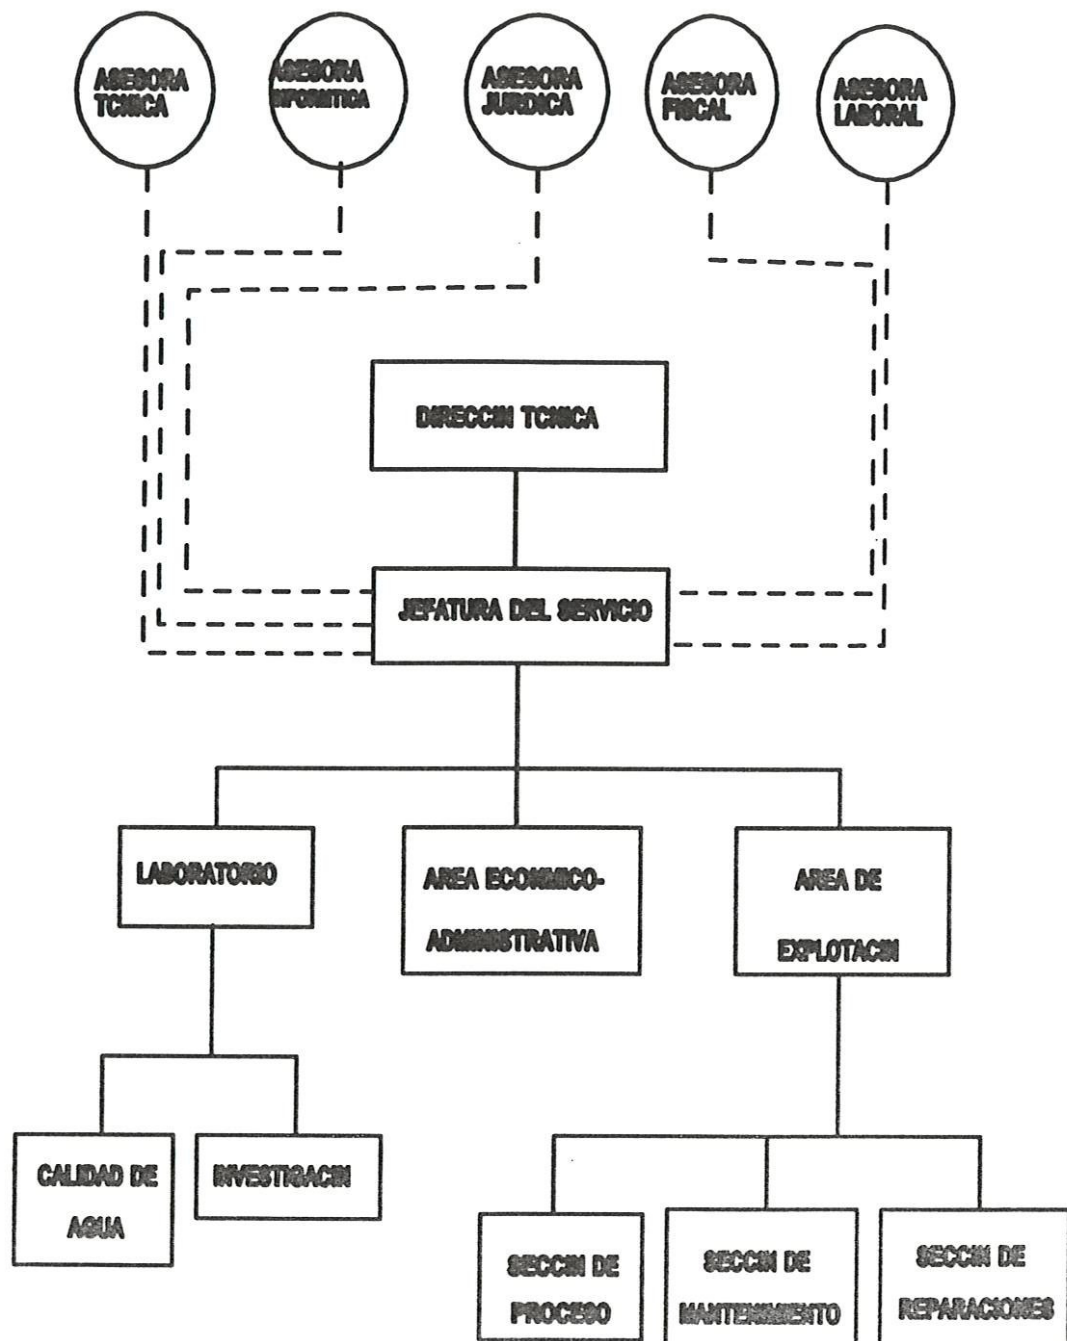 ASESORA
TCNICA
ASESORA
INFORMTICA
ASESORA
JURDICA
ASESORA
FISCAL
ASESORA
LABORAL
DIRECCIN TCNICA
JEFATURA DEL SERVICIO
LABORATORIO
AREA ECONMICO-
ADMINISTRATIVA
AREA DE
EXPLOTACIN
CALIDAD DE
AGUA
INVESTIGACIN
SECCIN DE
PROCESO
SECCIN DE
MANTENIMIENTO
SECCIN DE
REPARACIONES